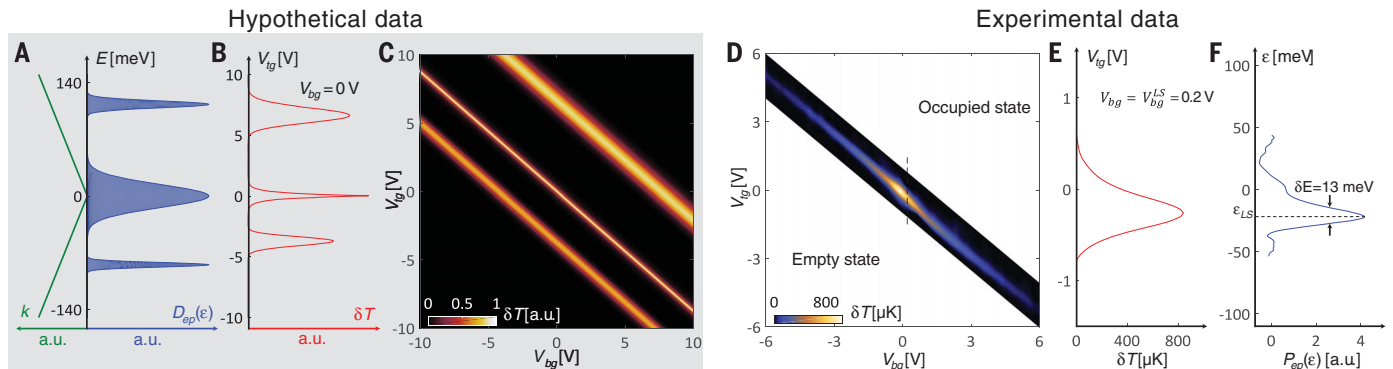 Hypothetical data
Experimental data
A
E [meV]
140
0
-140
k
a.u.
D_ep(ε)
a.u.
B
V_tg [V]
10
5
0
-5
-10
V_bg = 0 V
δT
a.u.
C
10
5
0
-5
-10
V_tg[V]
0 0.5 1
δT[a.u.]
-10 -5 0 5 10
V_bg[V]
D
6
3
0
-3
-6
V_tg[V]
Occupied state
Empty state
0 800
δT[µK]
-6 -3 0 3 6
V_bg[V]
E
V_tg[V]
1
0
-1
V_bg = V_bg^LS = 0.2 V
0 400 800
δT[µK]
F
ε [meV]
100
50
0
ε_LS
-50
-100
δE=13 meV
0 2 4
P_ep(ε) [a.u.]